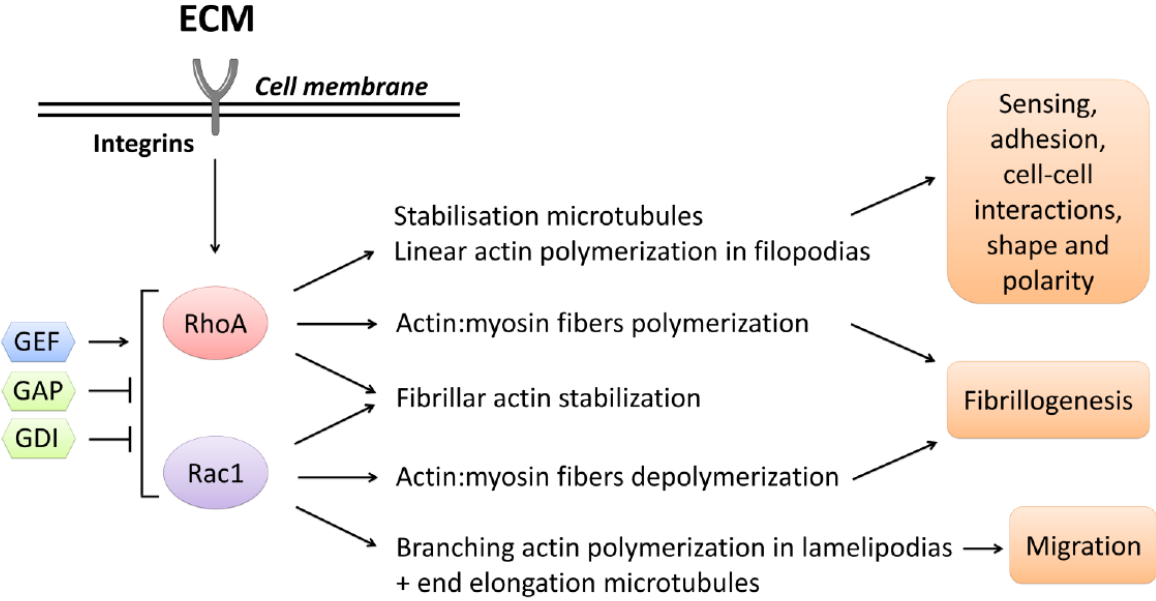 ECM
Cell membrane
Integrins
GEF
GAP
GDI
RhoA
Rac1
Stabilisation microtubules
Linear actin polymerization in filopodias
Actin:myosin fibers polymerization
Fibrillar actin stabilization
Actin:myosin fibers depolymerization
Branching actin polymerization in lamelipodias
+ end elongation microtubules
Sensing,
adhesion,
cell-cell
interactions,
shape and
polarity
Fibrillogenesis
Migration